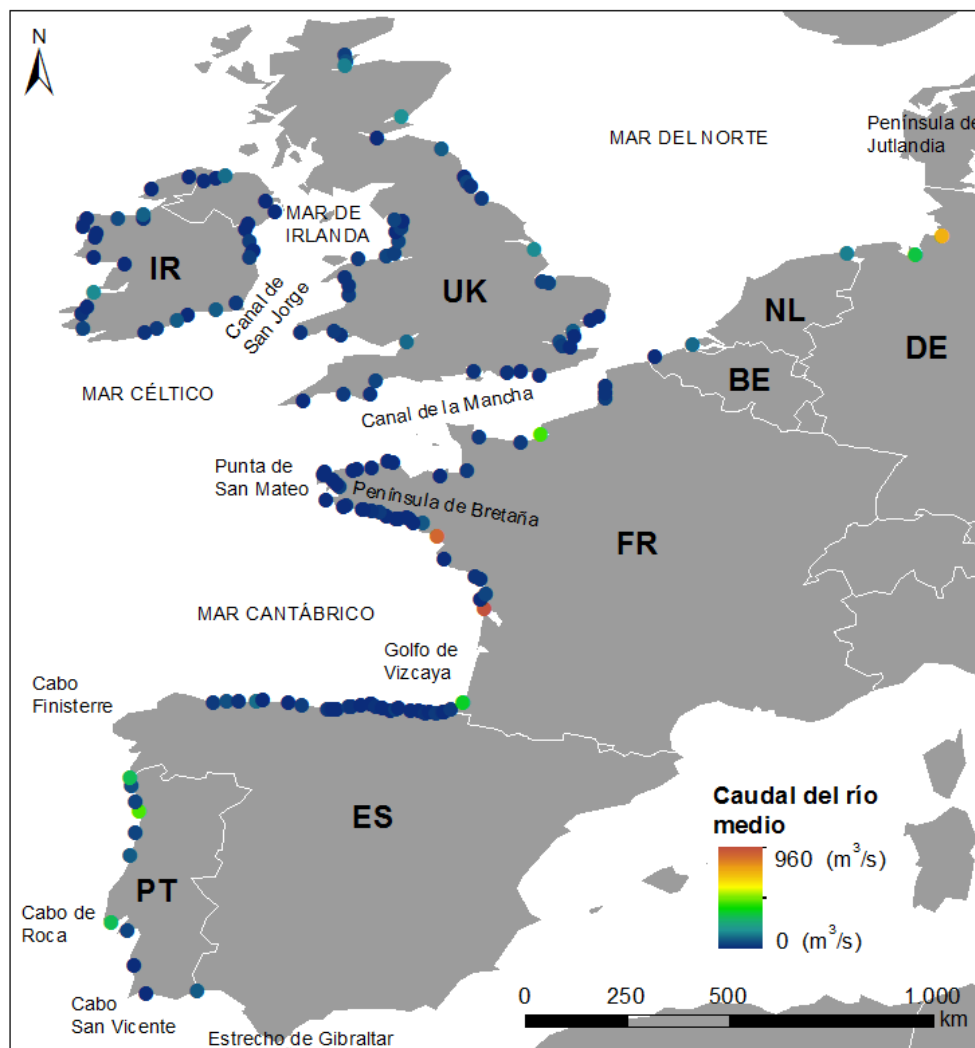 N
MAR DEL NORTE
Península de
Jutlandia
MAR DE
IRLANDA
IR
UK
Canal de
San Jorge
NL
DE
BE
MAR CÉLTICO
Canal de la Mancha
Punta de
San Mateo
Península de Bretaña
FR
MAR CANTÁBRICO
Golfo de
Vizcaya
Cabo
Finisterre
ES
PT
Cabo de
Roca
Cabo
San Vicente
Estrecho de Gibraltar
Caudal del río
medio
960 (m³/s)
0 (m³/s)
0 250 500 1.000
km